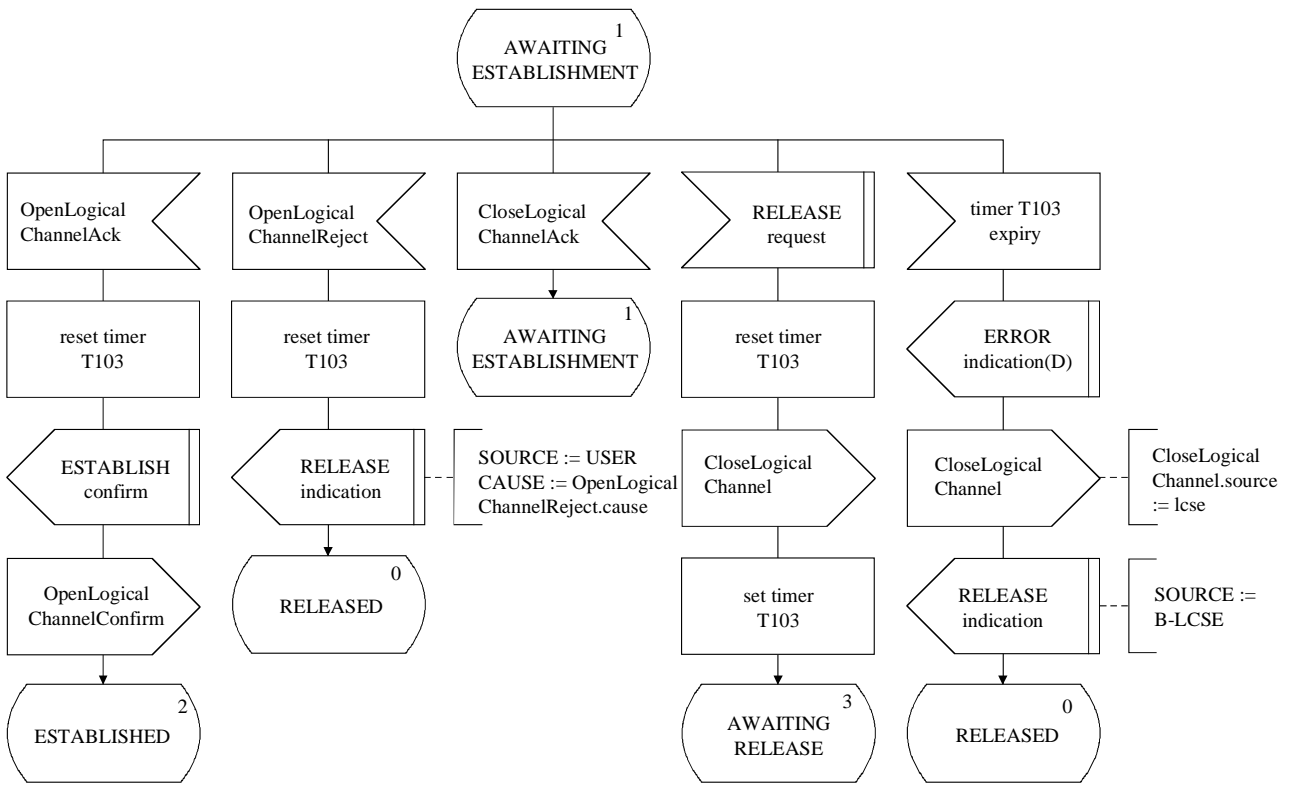 1
AWAITING
ESTABLISHMENT
OpenLogical
ChannelAck
OpenLogical
ChannelReject
CloseLogical
ChannelAck
RELEASE
request
timer T103
expiry
reset timer
T103
reset timer
T103
1
AWAITING
ESTABLISHMENT
reset timer
T103
ERROR
indication(D)
ESTABLISH
confirm
RELEASE
indication
SOURCE := USER
CAUSE := OpenLogical
ChannelReject.cause
CloseLogical
Channel
CloseLogical
Channel
CloseLogical
Channel.source
:= lcse
OpenLogical
ChannelConfirm
0
RELEASED
set timer
T103
RELEASE
indication
SOURCE :=
B-LCSE
2
ESTABLISHED
3
AWAITING
RELEASE
0
RELEASED